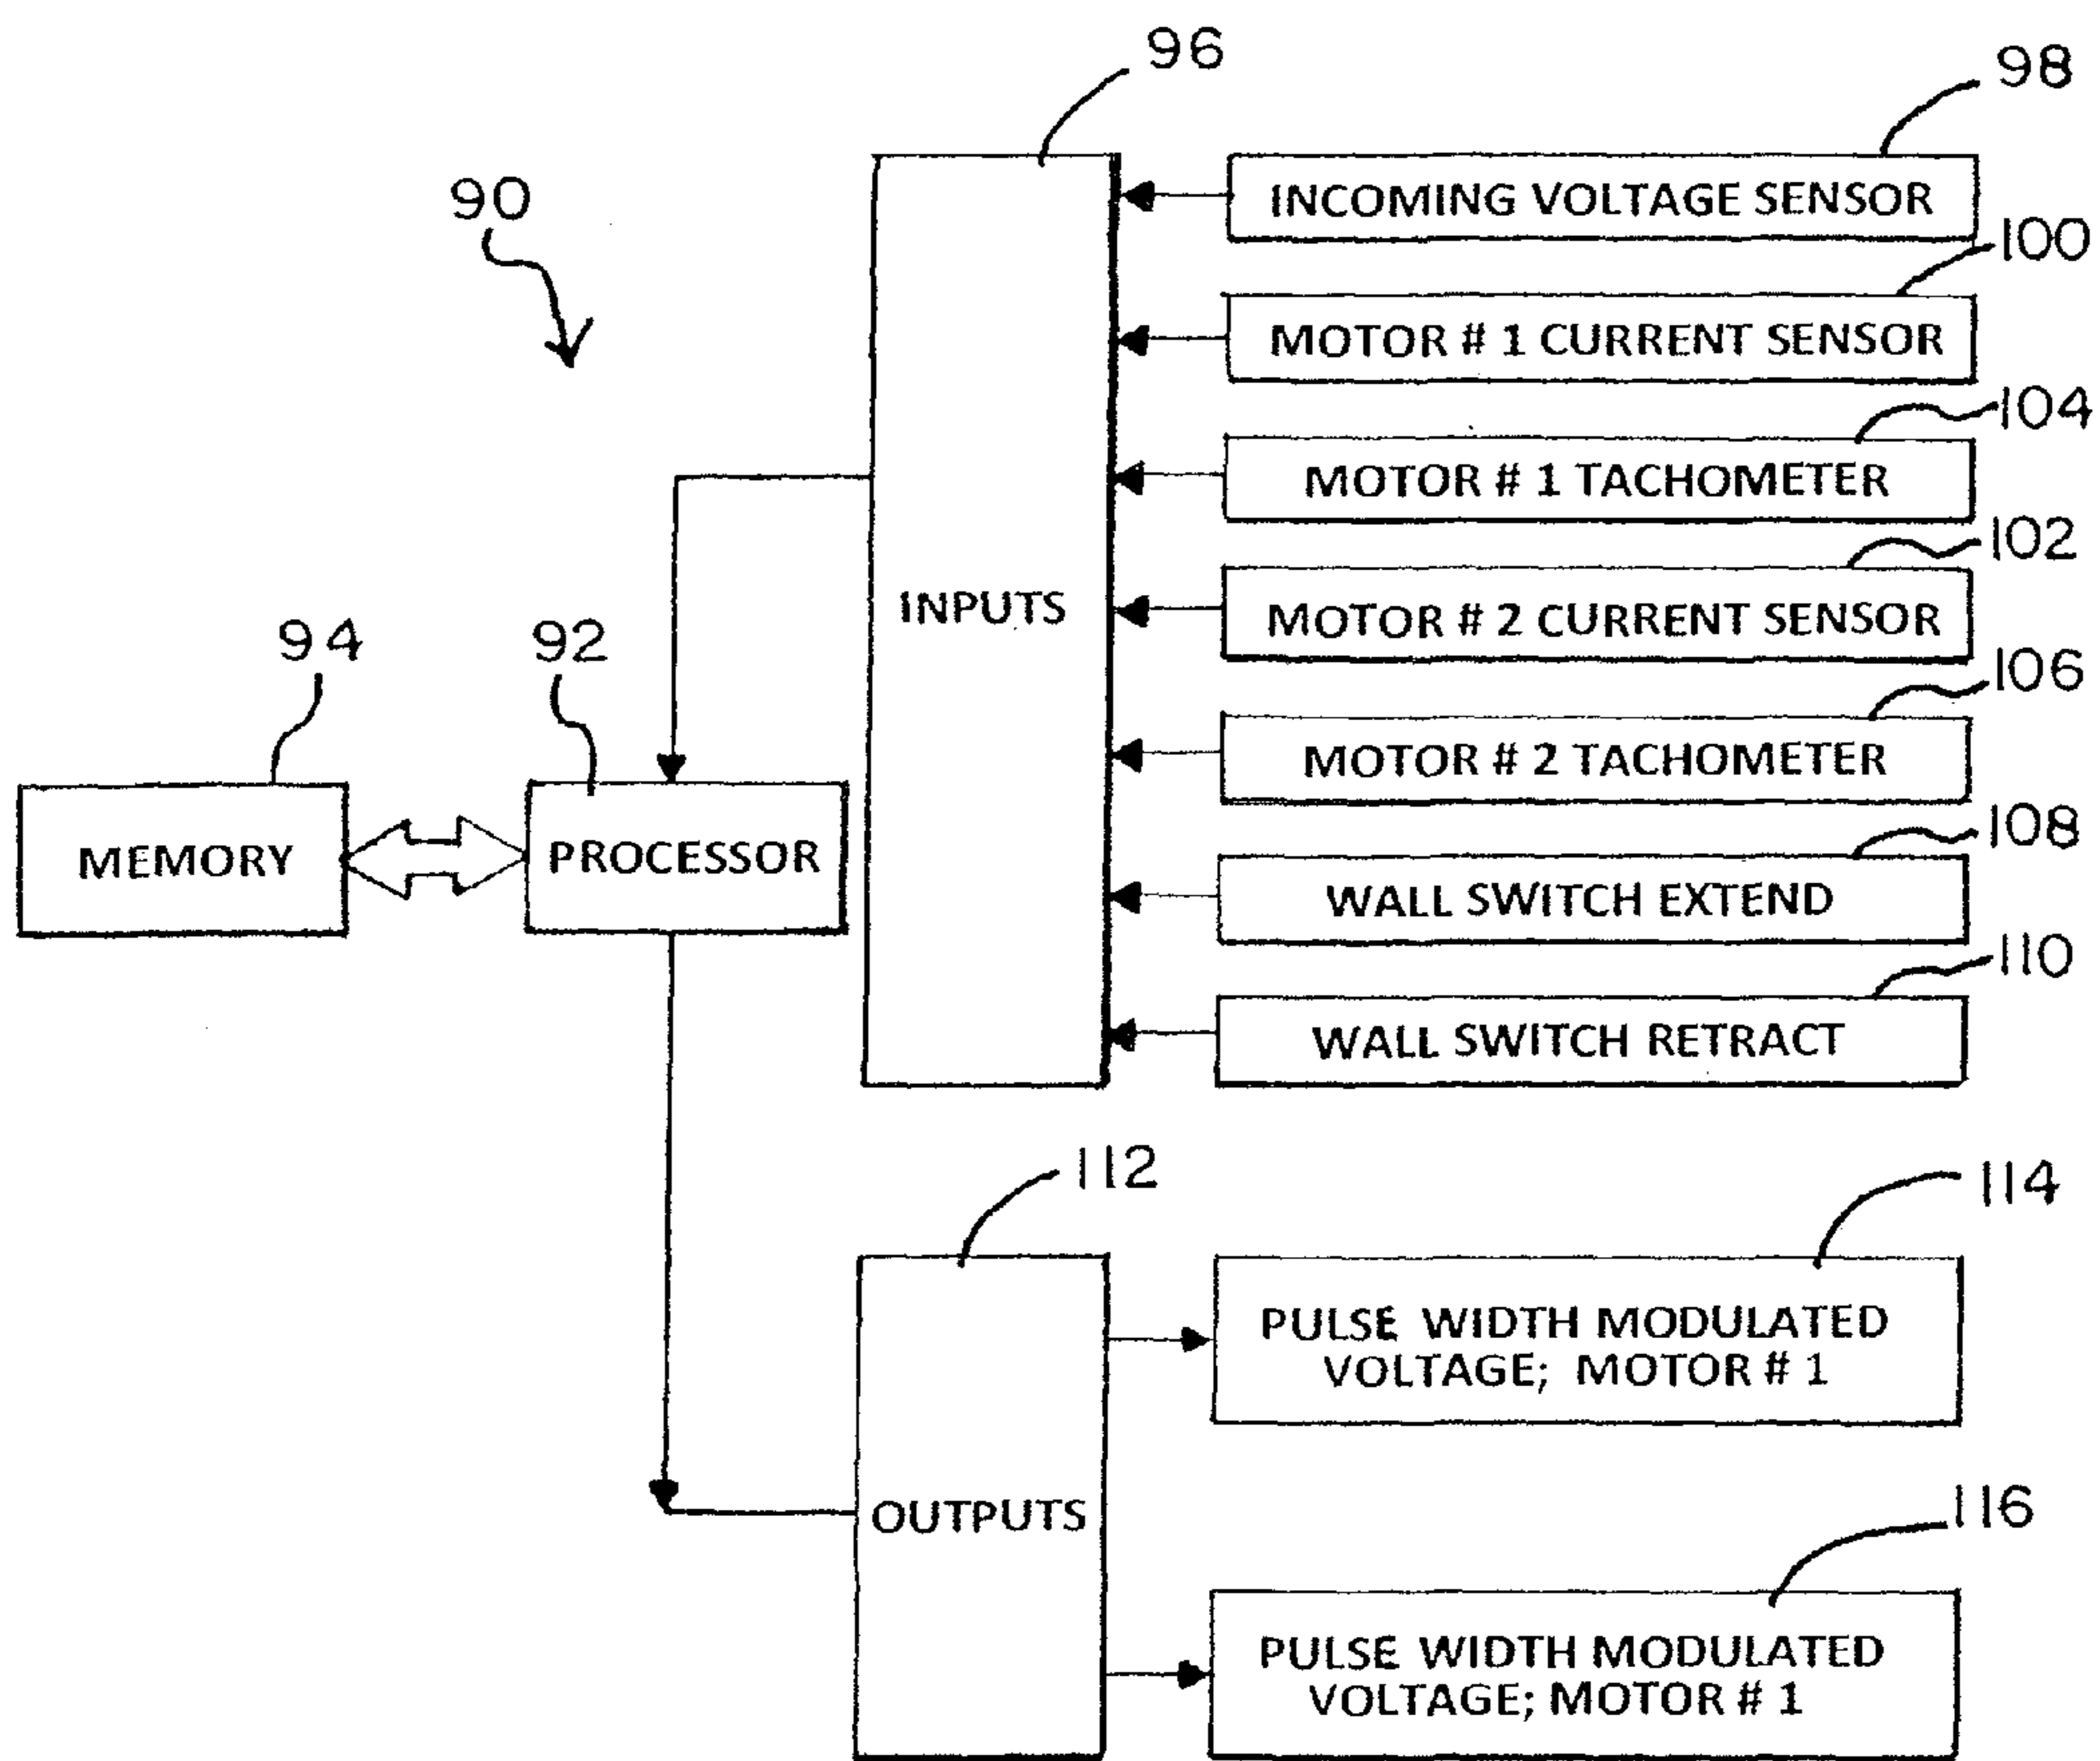 96
98
90
INCOMING VOLTAGE SENSOR
100
MOTOR # 1 CURRENT SENSOR
104
MOTOR # 1 TACHOMETER
102
INPUTS
MOTOR # 2 CURRENT SENSOR
94
92
106
MOTOR # 2 TACHOMETER
108
MEMORY
PROCESSOR
WALL SWITCH EXTEND
110
WALL SWITCH RETRACT
112
114
PULSE WIDTH MODULATED
VOLTAGE; MOTOR # 1
116
OUTPUTS
PULSE WIDTH MODULATED
VOLTAGE; MOTOR # 1